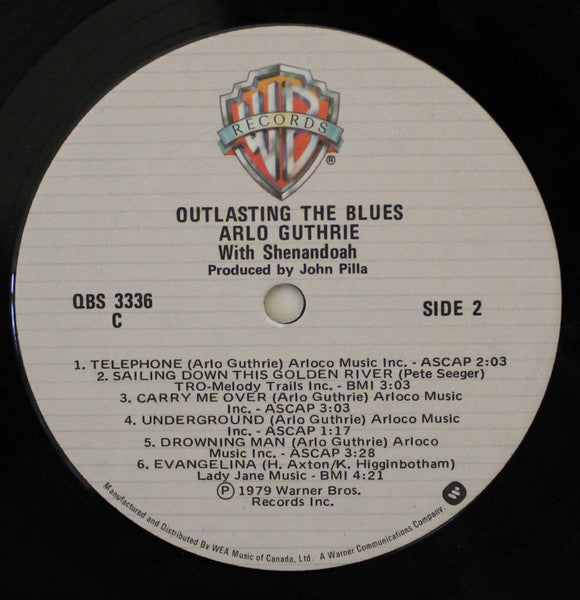 WB
RECORDS
®
OUTLASTING THE BLUES
ARLO GUTHRIE
With Shenandoah
Produced by John Pilla
QBS 3336
C
SIDE 2
1. TELEPHONE (Arlo Guthrie) Arloco Music Inc. - ASCAP 2:03
2. SAILING DOWN THIS GOLDEN RIVER (Pete Seeger)
TRO-Melody Trails Inc. - BMI 3:03
3. CARRY ME OVER (Arlo Guthrie) Arloco Music
Inc. - ASCAP 3:03
4. UNDERGROUND (Arlo Guthrie) Arloco Music
Inc. - ASCAP 1:17
5. DROWNING MAN (Arlo Guthrie) Arloco
Music Inc. - ASCAP 3:28
6. EVANGELINA (H. Axton/K. Higginbotham)
Lady Jane Music - BMI 4:21
Ⓟ 1979 Warner Bros.
Records Inc.
Manufactured and Distributed By WEA Music of Canada, Ltd. A Warner Communications Company.